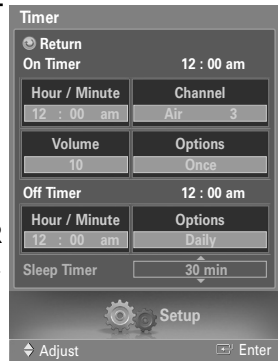 Timer
Return
On Timer 12 : 00 am
Hour / Minute Channel
12 : 00 am Air 3
Volume Options
10 Once
Off Timer 12 : 00 am
Hour / Minute Options
12 : 00 am Daily
Sleep Timer 30 min
Setup
Adjust Enter